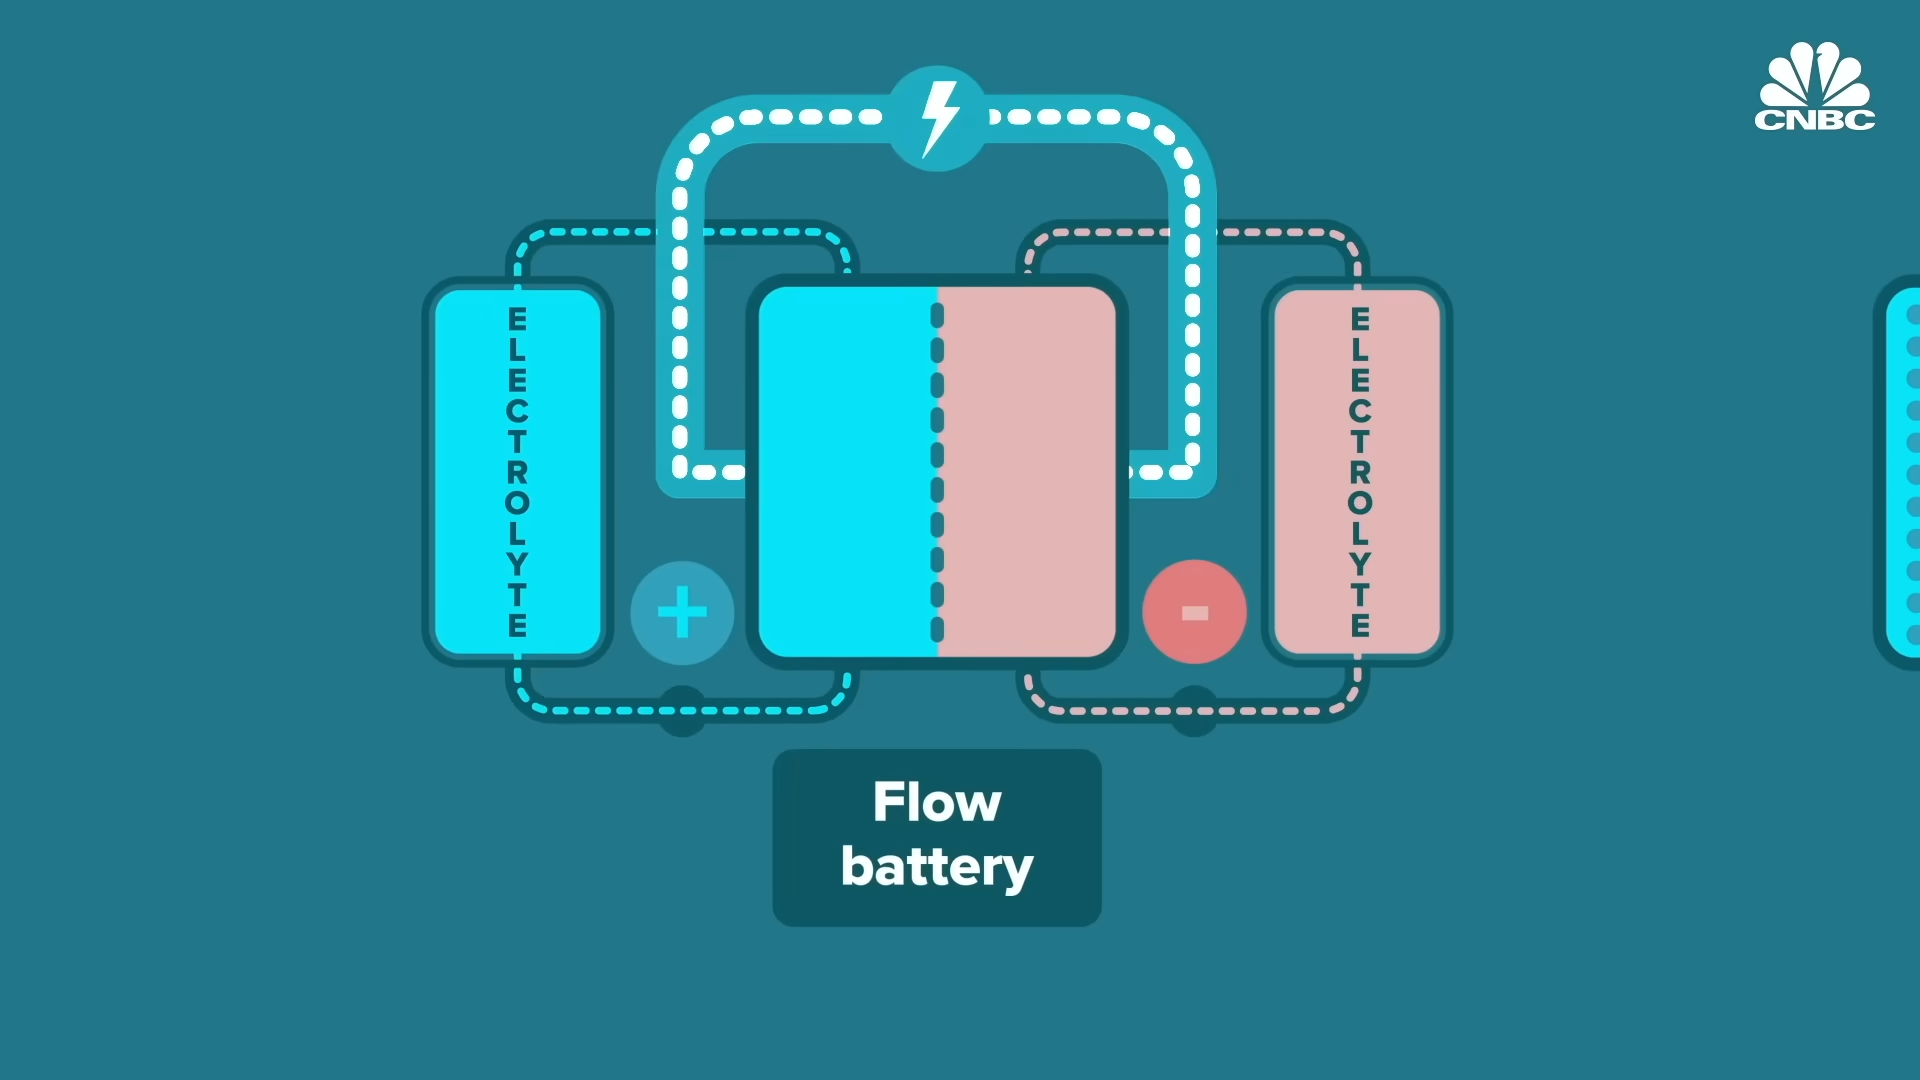 CNBC
ELECTROLYTE
ELECTROLYTE
+
-
Flow
battery